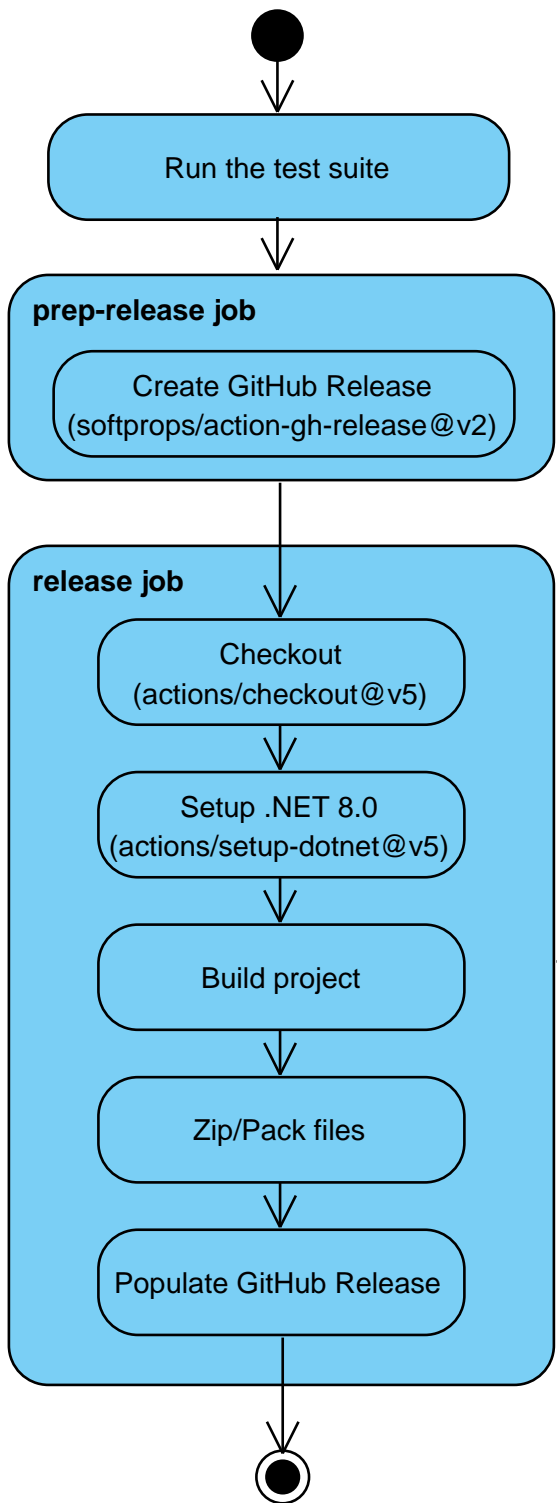 Run the test suite
prep-release job
Create GitHub Release
(softprops/action-gh-release@v2)
release job
Checkout
(actions/checkout@v5)
Setup .NET 8.0
(actions/setup-dotnet@v5)
Build project
Zip/Pack files
Populate GitHub Release